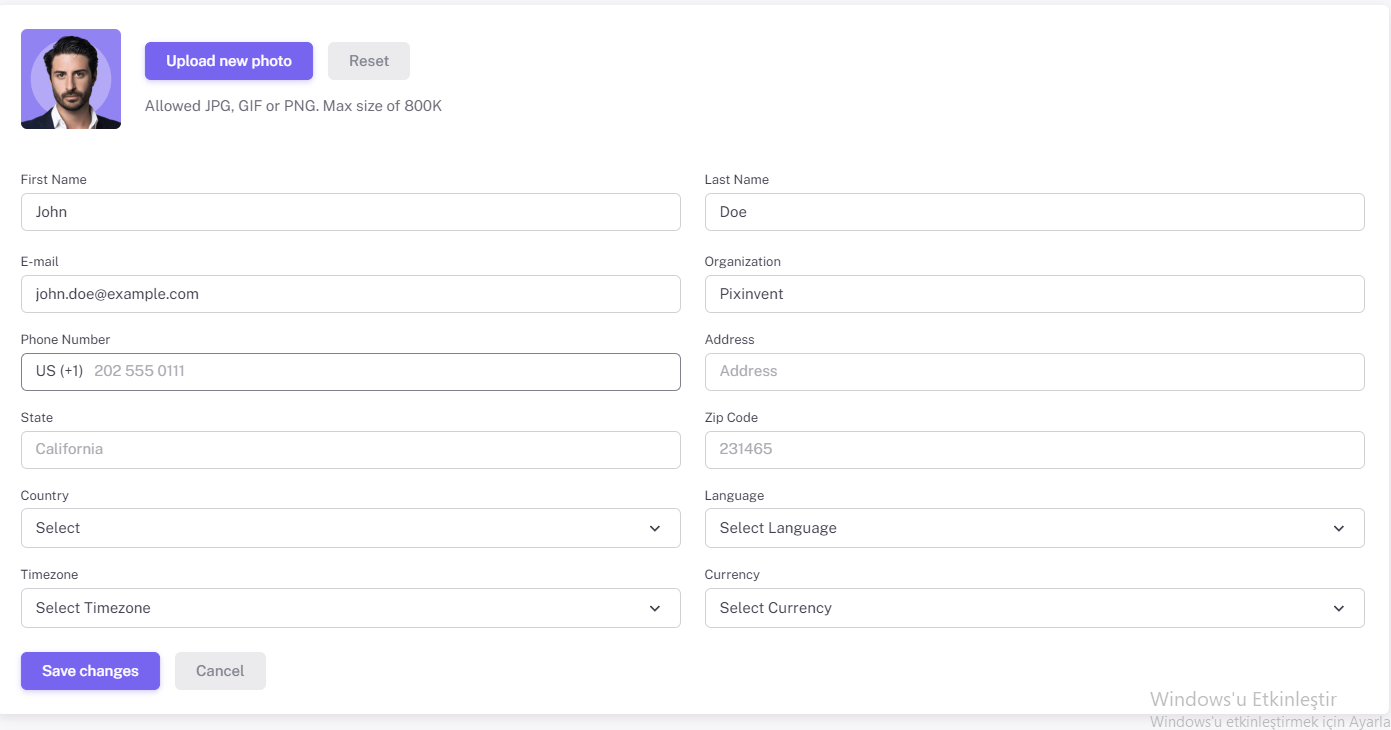 Upload new photo
Reset
Allowed JPG, GIF or PNG. Max size of 800K
First Name
Last Name
John
Doe
E-mail
Organization
john.doe@example.com
Pixinvent
Phone Number
Address
US (+1) 202 555 0111
Address
State
Zip Code
California
231465
Country
Language
Select
Select Language
Timezone
Currency
Select Timezone
Select Currency
Save changes
Cancel
Windows'u Etkinleştir
Windows'u etkinleştirmek için Ayarla